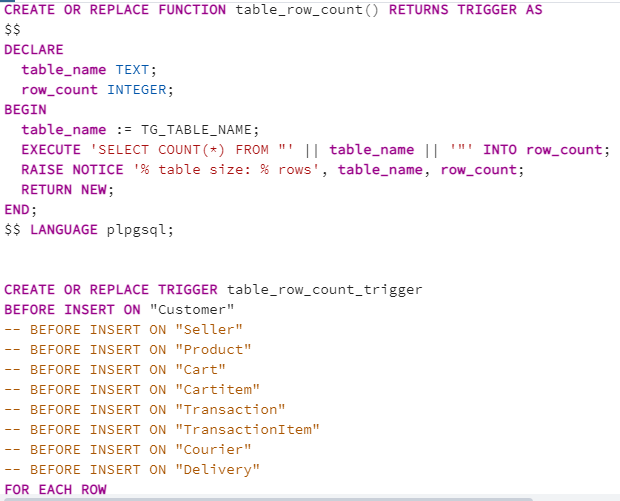 CREATE OR REPLACE FUNCTION table_row_count() RETURNS TRIGGER AS
$$
DECLARE
  table_name TEXT;
  row_count INTEGER;
BEGIN
  table_name := TG_TABLE_NAME;
  EXECUTE 'SELECT COUNT(*) FROM "' || table_name || '"' INTO row_count;
  RAISE NOTICE '% table size: % rows', table_name, row_count;
  RETURN NEW;
END;
$$ LANGUAGE plpgsql;
CREATE OR REPLACE TRIGGER table_row_count_trigger
BEFORE INSERT ON "Customer"
-- BEFORE INSERT ON "Seller"
-- BEFORE INSERT ON "Product"
-- BEFORE INSERT ON "Cart"
-- BEFORE INSERT ON "Cartitem"
-- BEFORE INSERT ON "Transaction"
-- BEFORE INSERT ON "TransactionItem"
-- BEFORE INSERT ON "Courier"
-- BEFORE INSERT ON "Delivery"
FOR EACH ROW